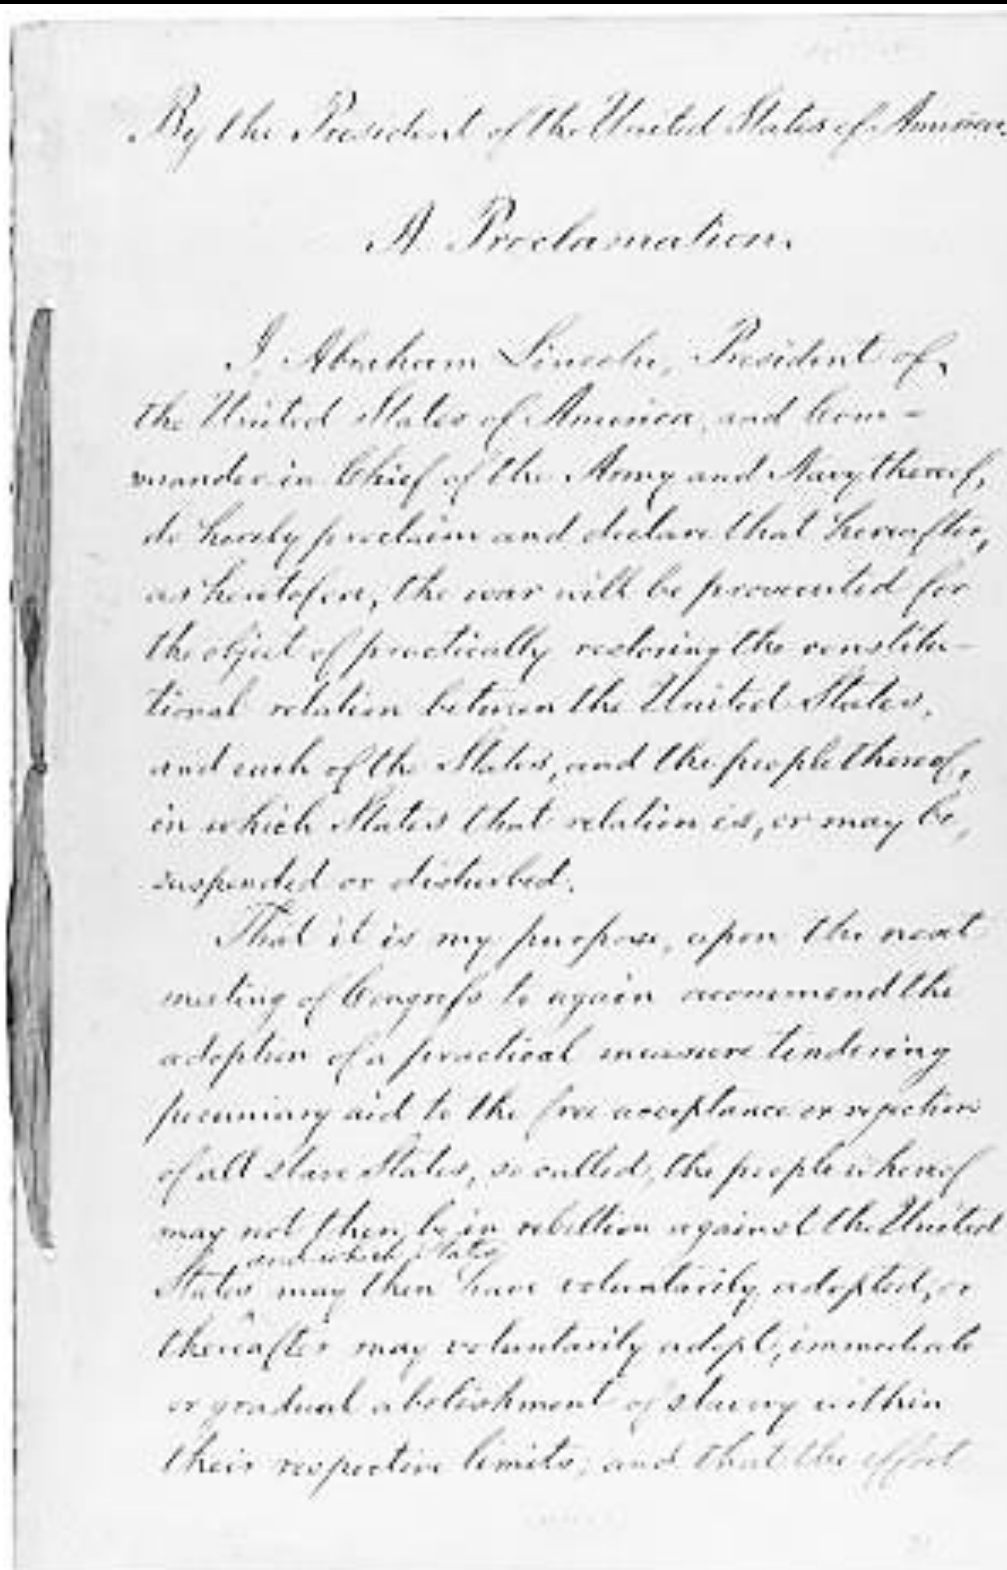 By the President of the United States of America.
A Proclamation.
I, Abraham Lincoln, President of
the United States of America, and Com-
mander in Chief of the Army and Navy thereof,
do hereby proclaim and declare that hereafter,
as heretofore, the war will be prosecuted for
the object of practically restoring the constitu-
tional relation between the United States,
and each of the States, and the people thereof,
in which States that relation is, or may be,
suspended or disturbed.
That it is my purpose, upon the next
meeting of Congress to again recommend the
adoption of a practical measure tendering
pecuniary aid to the free acceptance or rejection
of all slave States, so called, the people whereof
may not then be in rebellion against the United
and which States
States may then have voluntarily adopted, or
thereafter may voluntarily adopt, immediate
or gradual abolishment of slavery within
their respective limits; and that the effort